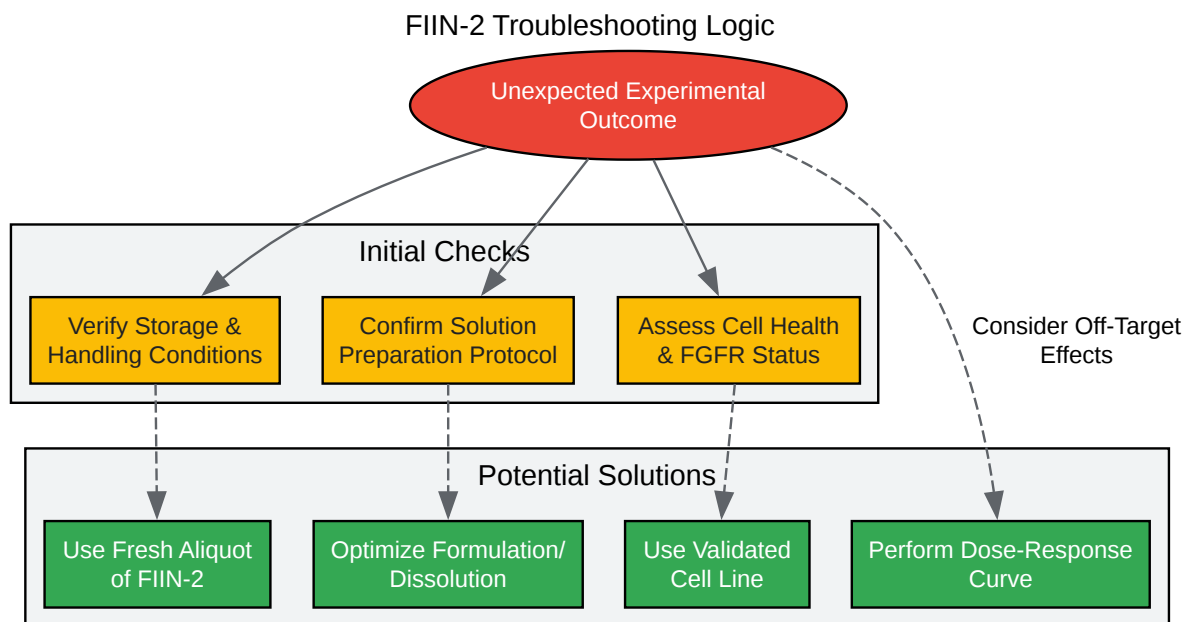 FIIN-2 Troubleshooting Logic
Unexpected Experimental
Outcome
Initial Checks
Verify Storage &
Handling Conditions
Confirm Solution
Preparation Protocol
Assess Cell Health
& FGFR Status
Consider Off-Target
Effects
Potential Solutions
Use Fresh Aliquot
of FIIN-2
Optimize Formulation/
Dissolution
Use Validated
Cell Line
Perform Dose-Response
Curve